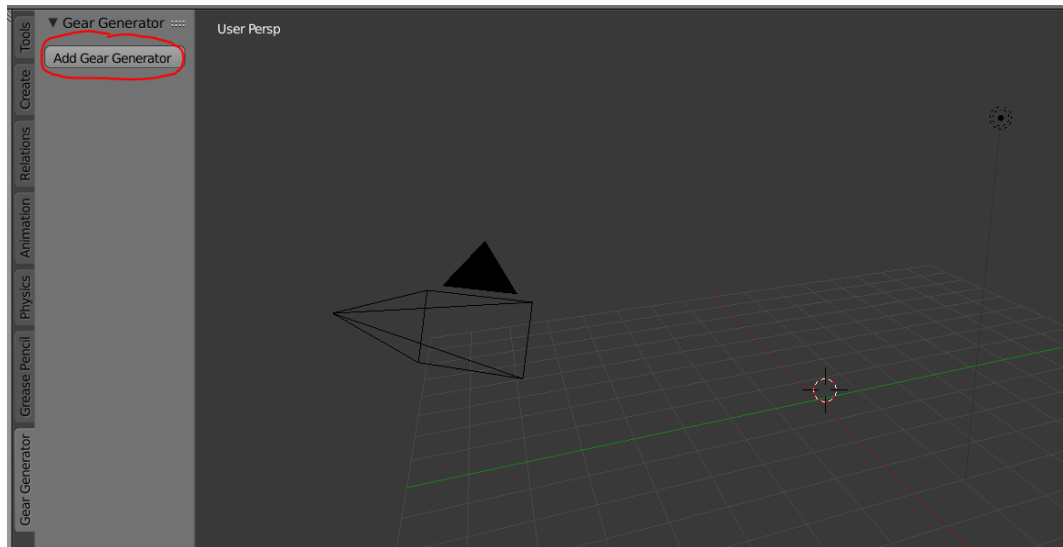 Gear Generator
Add Gear Generator
User Persp
Tools
Create
Relations
Animation
Physics
Grease Pencil
Gear Generator